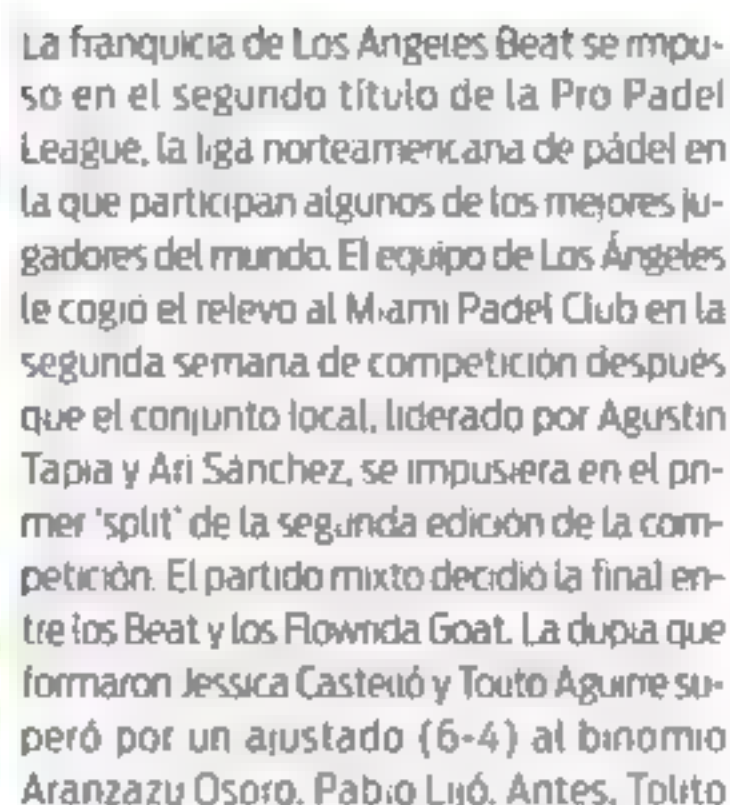 La franquicia de Los Angeles Beat se impu-
so en el segundo título de la Pro Padel
League, la liga norteamericana de pádel en
la que participan algunos de los mejores ju-
gadores del mundo. El equipo de Los Ángeles
le cogió el relevo al Miami Padel Club en la
segunda semana de competición después
que el conjunto local, liderado por Agustín
Tapia y Ari Sánchez, se impusiera en el pri-
mer 'split' de la segunda edición de la com-
petición. El partido mixto decidió la final en-
tre los Beat y los Flowrida Goat. La dupla que
formaron Jessica Castelló y Tolito Aguirre su-
peró por un ajustado (6-4) al binomio
Aranzazu Osoro, Pablo Lijó. Antes, Tolito